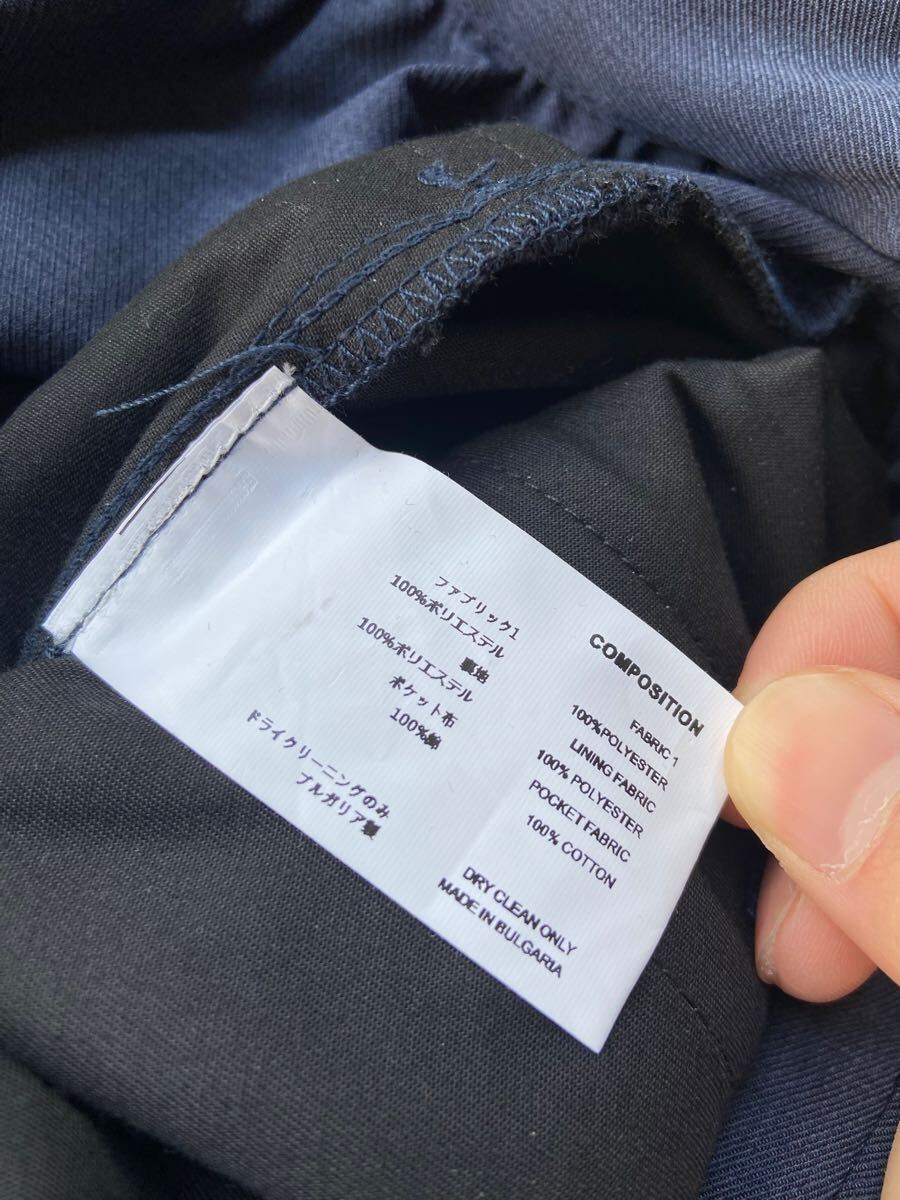 COMPOSITION
FABRIC 1
100%POLYESTER
LINING FABRIC
100% POLYESTER
POCKET FABRIC
100% COTTON
DRY CLEAN ONLY
MADE IN BULGARIA
ファブリック1
100%ポリエステル
裏地
100%ポリエステル
ポケット布
100%綿
ドライクリーニングのみ
ブルガリア製